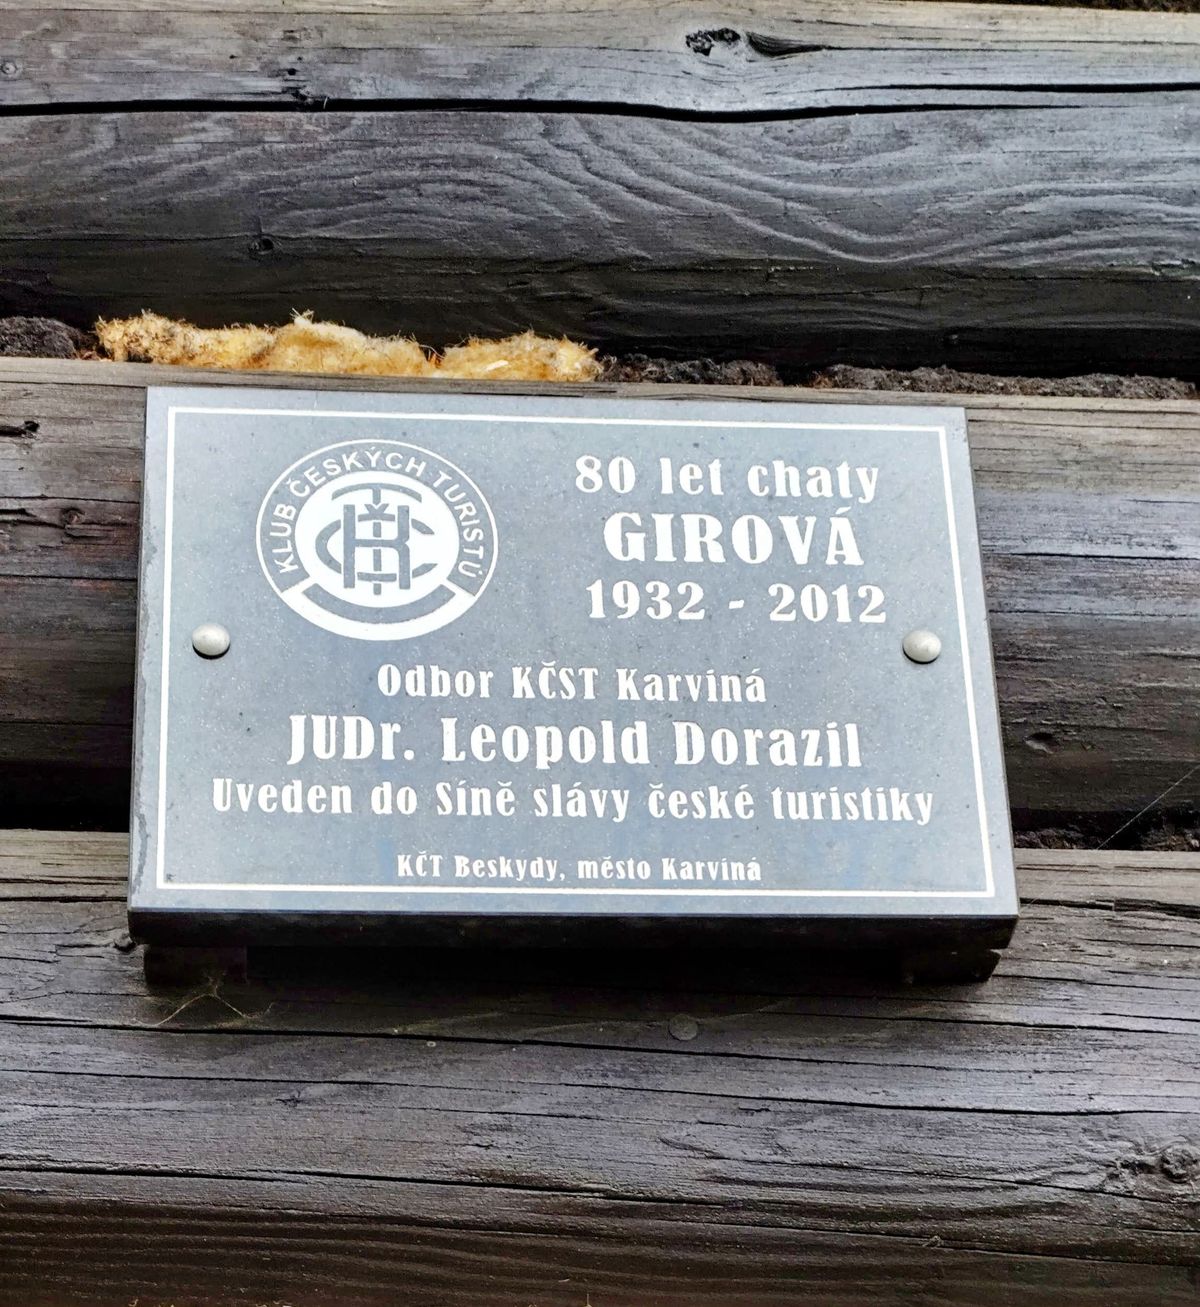 KLUB ČESKÝCH TURISTŮ
KČT
80 let chaty
GIROVÁ
1932 - 2012
Odbor KČST Karviná
JUDr. Leopold Dorazil
Uveden do Síně slávy české turistiky
KČT Beskydy, město Karviná